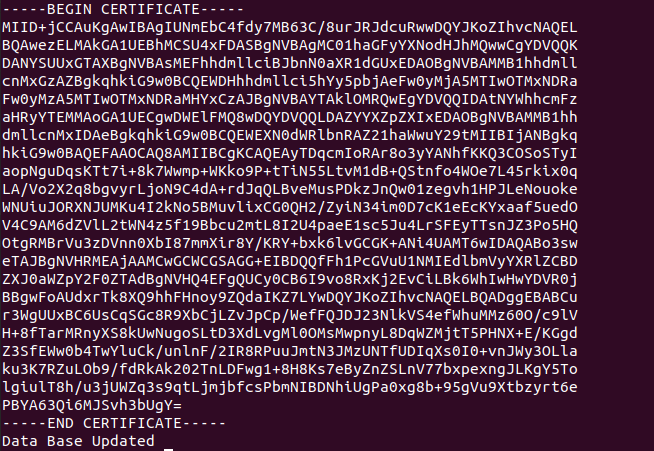 -----BEGIN CERTIFICATE-----
MIID+jCCAuKgAwIBAgIUNmEbC4fdy7MB63C/8urJRJdcuRwwDQYJKoZIhvcNAQEL
BQAwezELMAkGA1UEBhMCSU4xFDASBgNVBAgMC01haGFyYXNodHJhMQwwCgYDVQQK
DANYSUUxGTAXBgNVBAsMEFhhdmllciBJbnN0aXR1dGUxEDAOBgNVBAMMB1hhdmll
cnMxGzAZBgkqhkiG9w0BCQEWDHhhdmllci5hYy5pbjAeFw0yMjA5MTIwOTMxNDRa
Fw0yMzA5MTIwOTMxNDRaMHYxCzAJBgNVBAYTAklOMRQwEgYDVQQIDAtNYWhhcmFz
aHRyYTEMMAoGA1UECgwDWElFMQ8wDQYDVQQLDAZYYXZpZXIxEDAOBgNVBAMMB1hh
dmllcnMxIDAeBgkqhkiG9w0BCQEWEXN0dWRlbnRAZ21haWwuY29tMIIBIjANBgkq
hkiG9w0BAQEFAAOCAQ8AMIIBCgKCAQEAyTDqcmIoRAr8o3yYANhfKKQ3COSoSTyI
aopNguDqsKTt7i+8k7Wwmp+WKko9P+tTiN55LtvM1dB+QStnfo4WOe7L45rkix0q
LA/Vo2X2q8bgvyrLjoN9C4dA+rdJqQLBveMusPDkzJnQw01zegvh1HPJLeNouoke
WNUiuJORXNJUMKu4I2kNo5BMuvlixCG0QH2/ZyiN34im0D7cK1eEcKYxaaf5uedO
V4C9AM6dZVlL2tWN4z5f19Bbcu2mtL8I2U4paeE1sc5Ju4LrSFEyTTsnJZ3Po5HQ
OtgRMBrVu3zDVnn0XbI87mmXir8Y/KRY+bxk6lvGCGK+ANi4UAMT6wIDAQABo3sw
eTAJBgNVHRMEAjAAMCwGCWCGSAGG+EIBDQQfFh1PcGVuU1NMIEdlbmVyYXRlZCBD
ZXJ0aWZpY2F0ZTAdBgNVHQ4EFgQUCy0CB6I9vo8RxKj2EvCiLBk6WhIwHwYDVR0j
BBgwFoAUdxrTk8XQ9hhFHnoy9ZQdaIKZ7LYwDQYJKoZIhvcNAQELBQADggEBABCu
r3WgUUxBC6UscQSGc8R9XbCjLZvJpCp/WefFQJDJ23NlkVS4efWhuMMz60O/c9lV
H+8fTarMRnyXS8kUwNugoSLtD3XdLvgMl0OMsMwpnyL8DqWZMjtT5PHNX+E/KGgd
Z3SfEWw0b4TwYluCk/unlnF/2IR8RPuuJmtN3JMzUNTfUDIqXs0I0+vnJWy3OLla
ku3K7RZuLOb9/fdRkAk202TnLDFwg1+8H8Ks7eByZnZSLnV77bxpexngJLKgY5To
lgiulT8h/u3jUWZq3s9qtLjmjbfcsPbmNIBDNhiUgPa0xg8b+95gVu9Xtbzyrt6e
PBYA63Qi6MJSvh3bUgY=
-----END CERTIFICATE-----
Data Base Updated